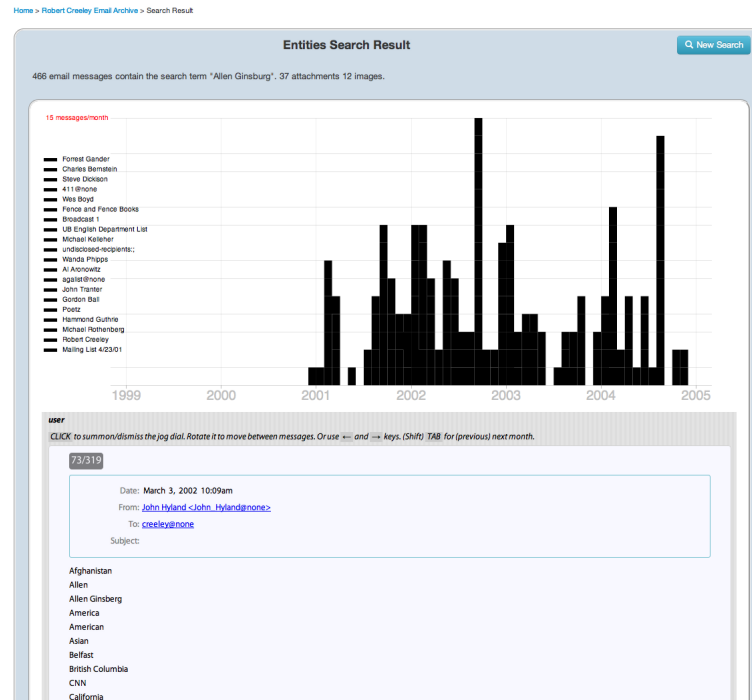 Home > Robert Creeley Email Archive > Search Result
Entities Search Result
New Search
466 email messages contain the search term "Allen Ginsburg". 37 attachments 12 images.
15 messages/month
Forrest Gander
Charles Bernstein
Steve Dickison
411@none
Wes Boyd
Fence and Fence Books
Broadcast 1
UB English Department List
Michael Kelleher
undisclosed-recipients:;
Wanda Phipps
Al Aronowitz
agalist@none
John Tranter
Gordon Ball
Poetz
Hammond Guthrie
Michael Rothenberg
Robert Creeley
Mailing List 4/23/01
1999 2000 2001 2002 2003 2004 2005
user
CLICK to summon/dismiss the jog dial. Rotate it to move between messages. Or use ← and → keys. (Shift) TAB for (previous) next month.
73/319
Date: March 3, 2002 10:09am
From: John Hyland <John_Hyland@none>
To: creeley@none
Subject:
Afghanistan
Allen
Allen Ginsberg
America
American
Asian
Belfast
British Columbia
CNN
California